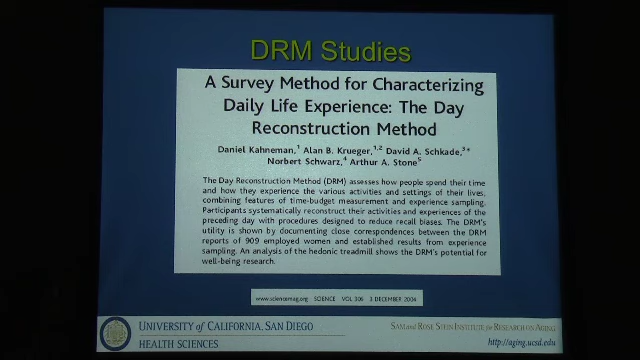 DRM Studies
A Survey Method for Characterizing
Daily Life Experience: The Day
Reconstruction Method
Daniel Kahneman,1 Alan B. Krueger,1,2 David A. Schkade,3*
Norbert Schwarz,4 Arthur A. Stone5
The Day Reconstruction Method (DRM) assesses how people spend their time
and how they experience the various activities and settings of their lives,
combining features of time-budget measurement and experience sampling.
Participants systematically reconstruct their activities and experiences of the
preceding day with procedures designed to reduce recall biases. The DRM's
utility is shown by documenting close correspondences between the DRM
reports of 909 employed women and established results from experience
sampling. An analysis of the hedonic treadmill shows the DRM's potential for
well-being research.
www.sciencemag.org SCIENCE VOL 306 3 DECEMBER 2004
UNIVERSITY of CALIFORNIA, SAN DIEGO
HEALTH SCIENCES
SAM AND ROSE STEIN INSTITUTE for RESEARCH ON AGING
http://aging.ucsd.edu